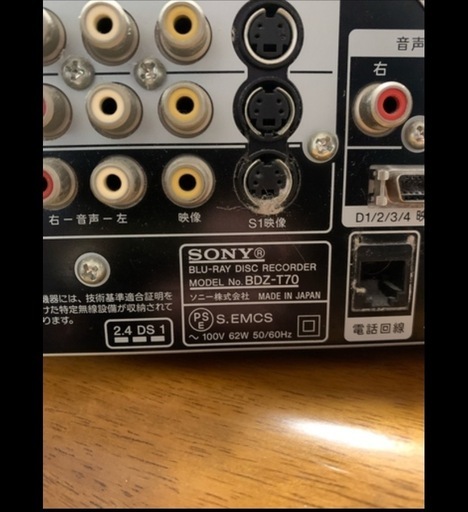 音声
右
右－音声－左
映像
S1映像
D1/2/3/4 映
SONY®
BLU-RAY DISC RECORDER
MODEL No. BDZ-T70
ソニー株式会社 MADE IN JAPAN
機器には、技術基準適合証明を
けた特定無線設備が収納されて
ります。
2.4 DS 1
PS
E
S.EMCS
～100V 62W 50/60Hz
電話回線